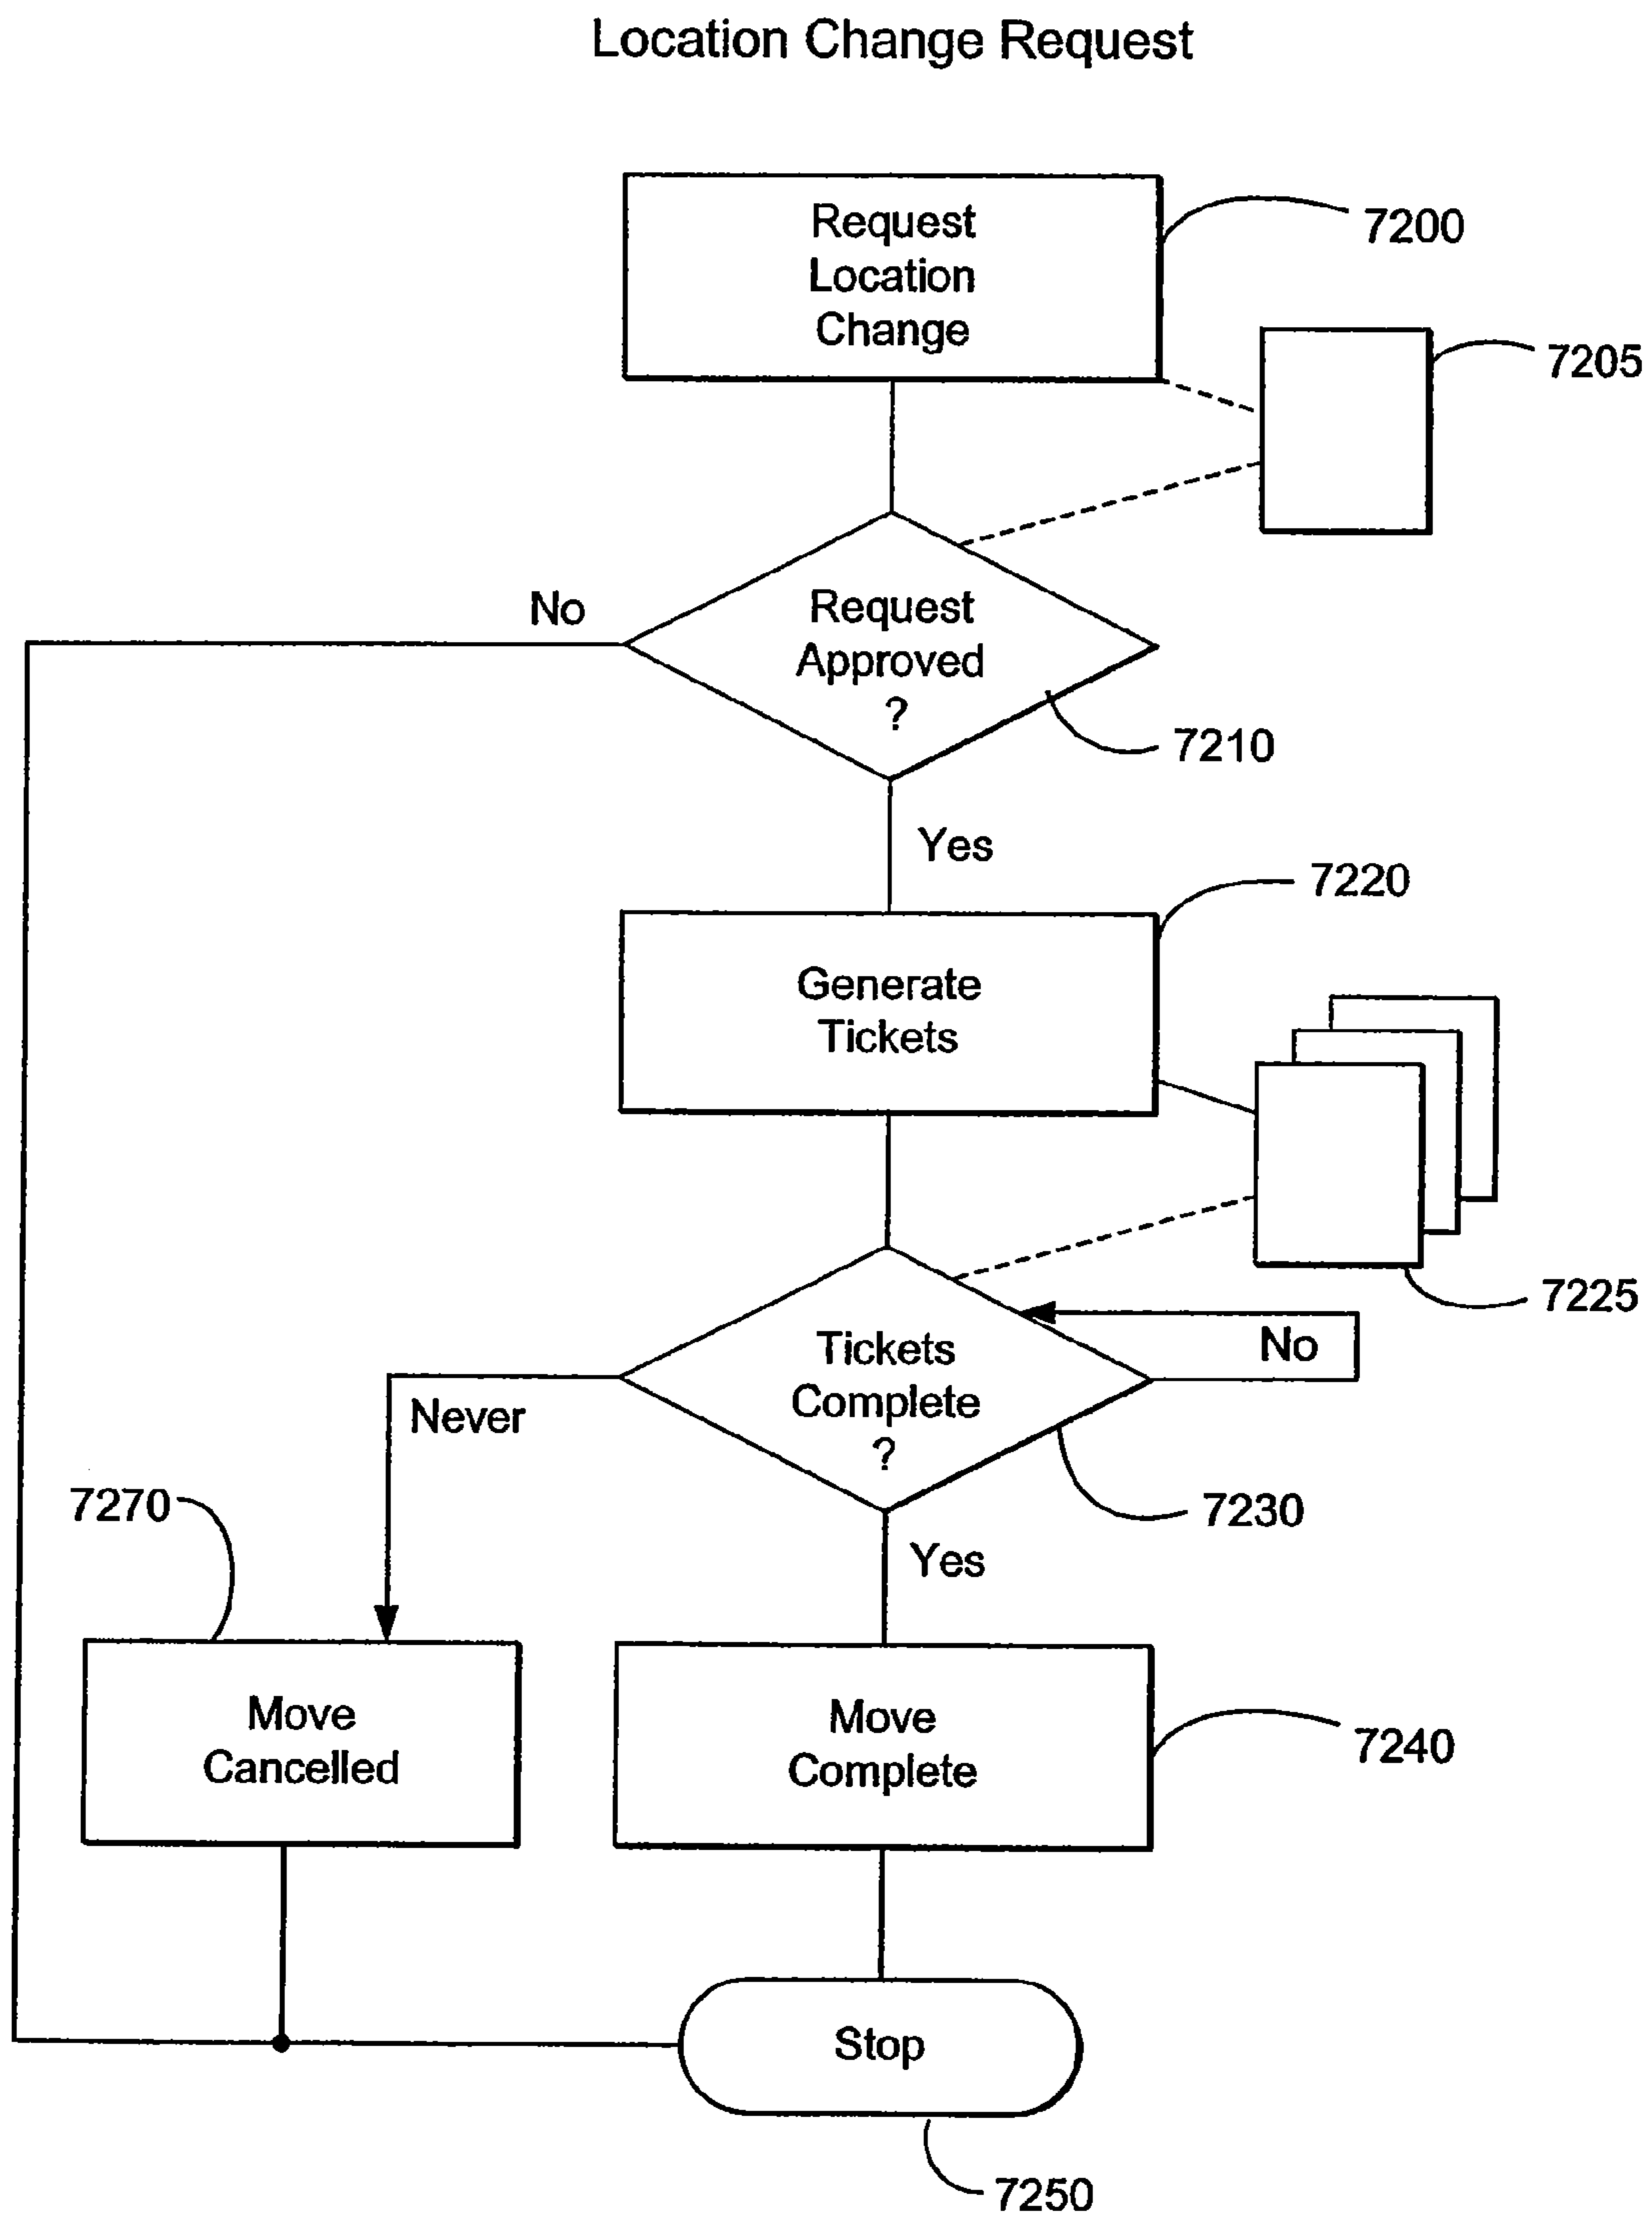 Location Change Request
Request
Location
Change
7200
7205
No
Request
Approved
?
7210
Yes
7220
Generate
Tickets
7225
No
Tickets
Complete
?
Never
7230
7270
Yes
Move
Cancelled
Move
Complete
7240
Stop
7250